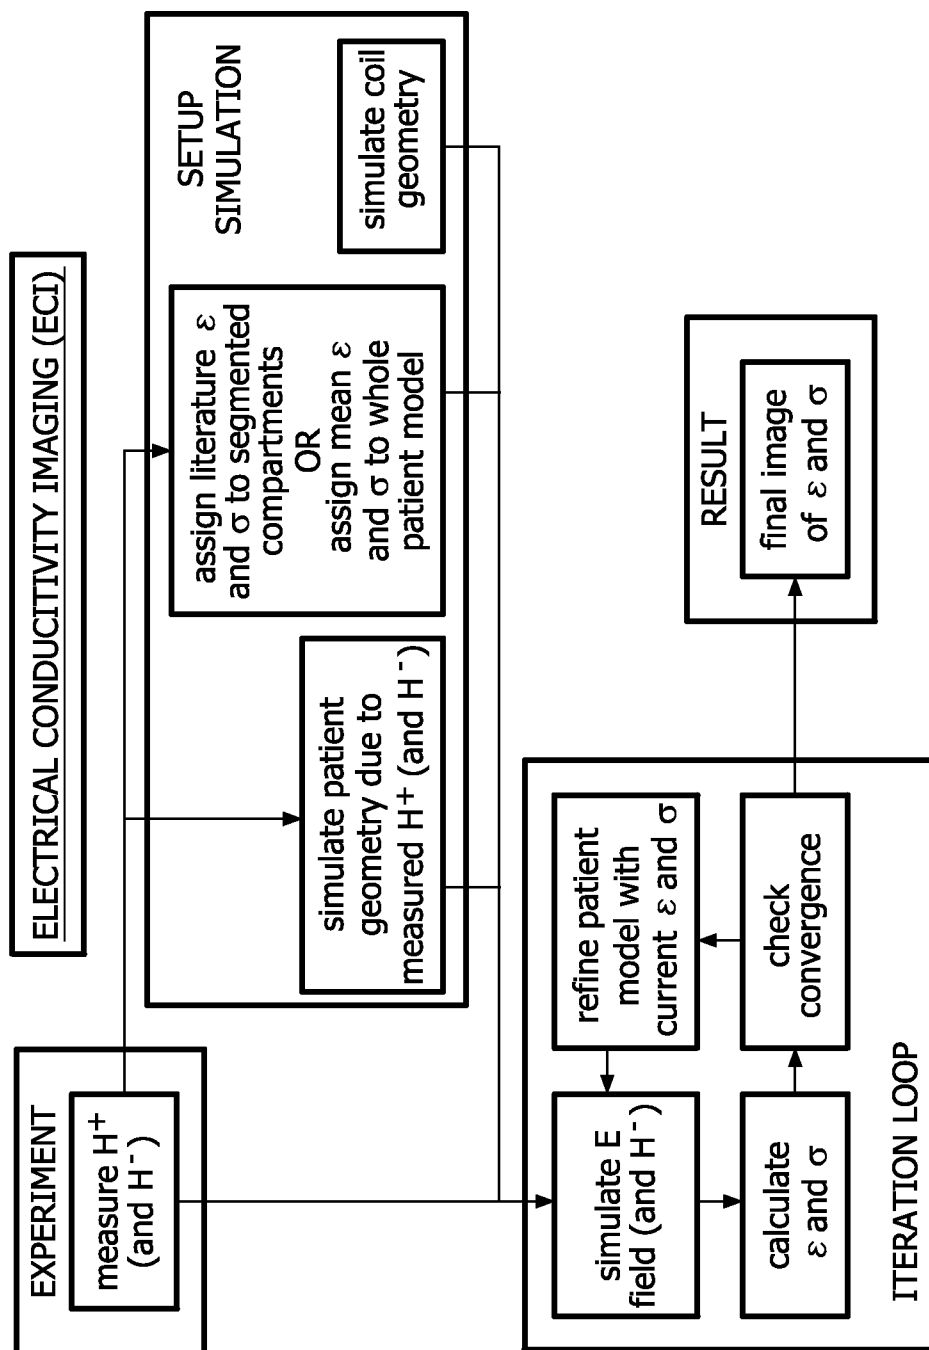 ELECTRICAL CONDUCITIVITY IMAGING (ECI)
EXPERIMENT
measure H⁺
(and H⁻)
SETUP
SIMULATION
simulate patient
geometry due to
measured H⁺ (and H⁻)
assign literature ε
and σ to segmented
compartments
OR
assign mean ε
and σ to whole
patient model
simulate coil
geometry
simulate E
field (and H⁻)
refine patient
model with
current ε and σ
calculate
ε and σ
check
convergence
ITERATION LOOP
RESULT
final image
of ε and σ